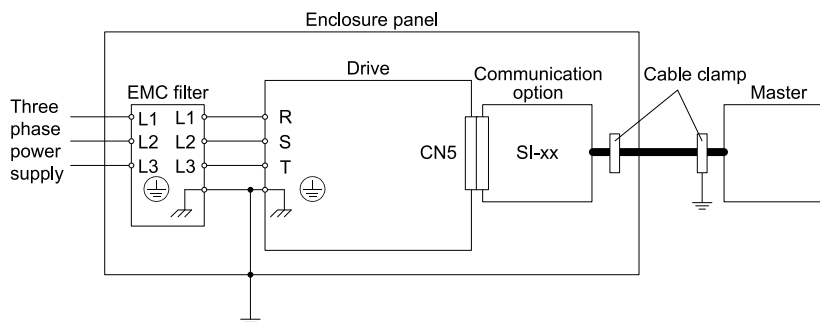 Enclosure panel
Drive
Communication
option
Cable clamp
Master
EMC filter
Three
phase
power
supply
L1 L1 R
L2 L2 S
L3 L3 T
CN5
SI-xx